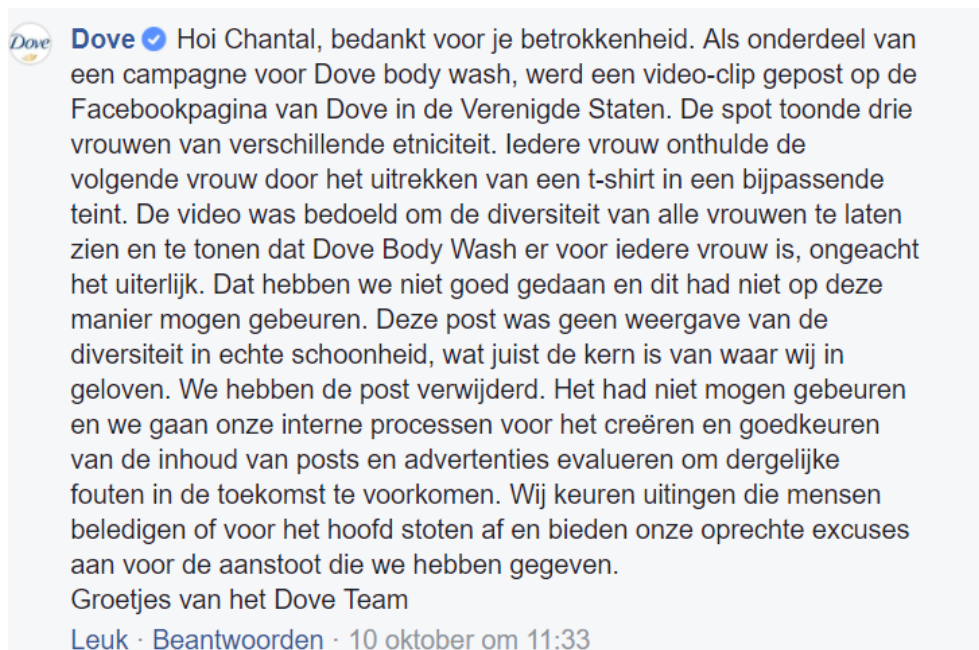 Dove
Dove Hoi Chantal, bedankt voor je betrokkenheid. Als onderdeel van
een campagne voor Dove body wash, werd een video-clip gepost op de
Facebookpagina van Dove in de Verenigde Staten. De spot toonde drie
vrouwen van verschillende etniciteit. Iedere vrouw onthulde de
volgende vrouw door het uitrekken van een t-shirt in een bijpassende
teint. De video was bedoeld om de diversiteit van alle vrouwen te laten
zien en te tonen dat Dove Body Wash er voor iedere vrouw is, ongeacht
het uiterlijk. Dat hebben we niet goed gedaan en dit had niet op deze
manier mogen gebeuren. Deze post was geen weergave van de
diversiteit in echte schoonheid, wat juist de kern is van waar wij in
geloven. We hebben de post verwijderd. Het had niet mogen gebeuren
en we gaan onze interne processen voor het creëren en goedkeuren
van de inhoud van posts en advertenties evalueren om dergelijke
fouten in de toekomst te voorkomen. Wij keuren uitingen die mensen
beledigen of voor het hoofd stoten af en bieden onze oprechte excuses
aan voor de aanstoot die we hebben gegeven.
Groetjes van het Dove Team
Leuk · Beantwoorden · 10 oktober om 11:33